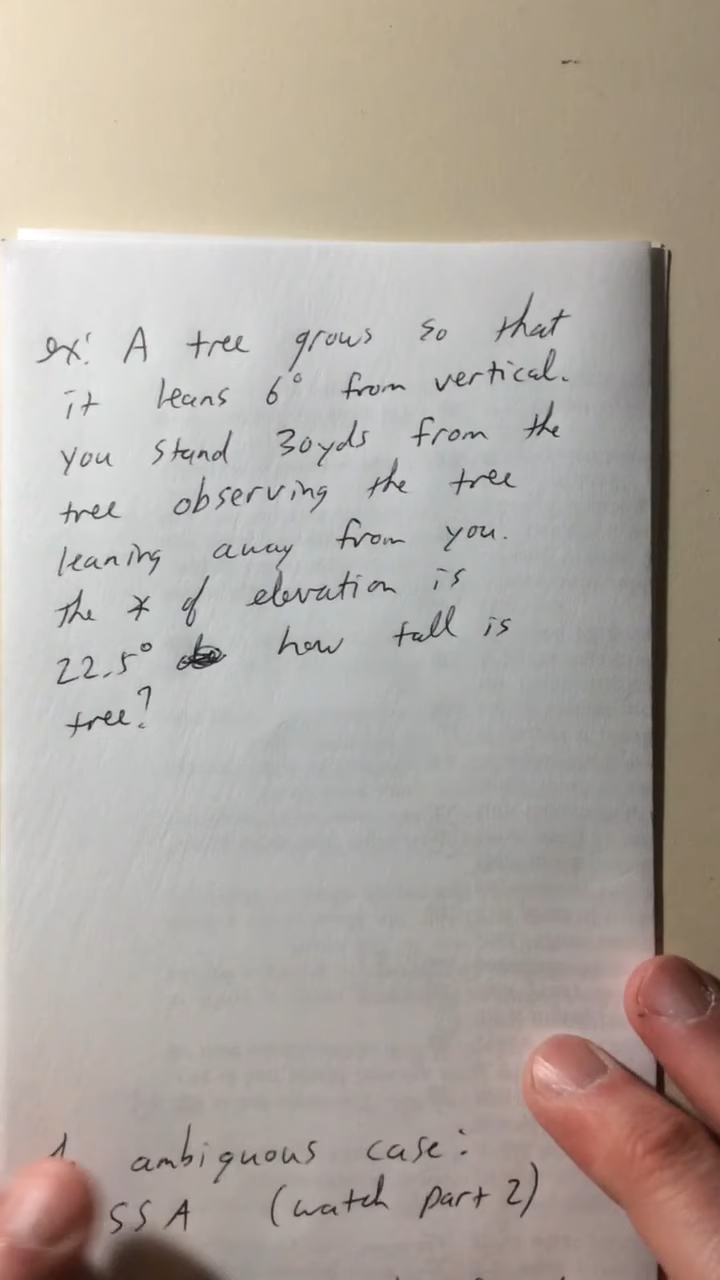 ex: A tree grows so that
it leans 6° from vertical.
you stand 30yds from the
tree observing the tree
leaning away from you.
the ∡ of elevation is
22.5° how tall is
tree?
ambiguous case:
SSA (watch part 2)